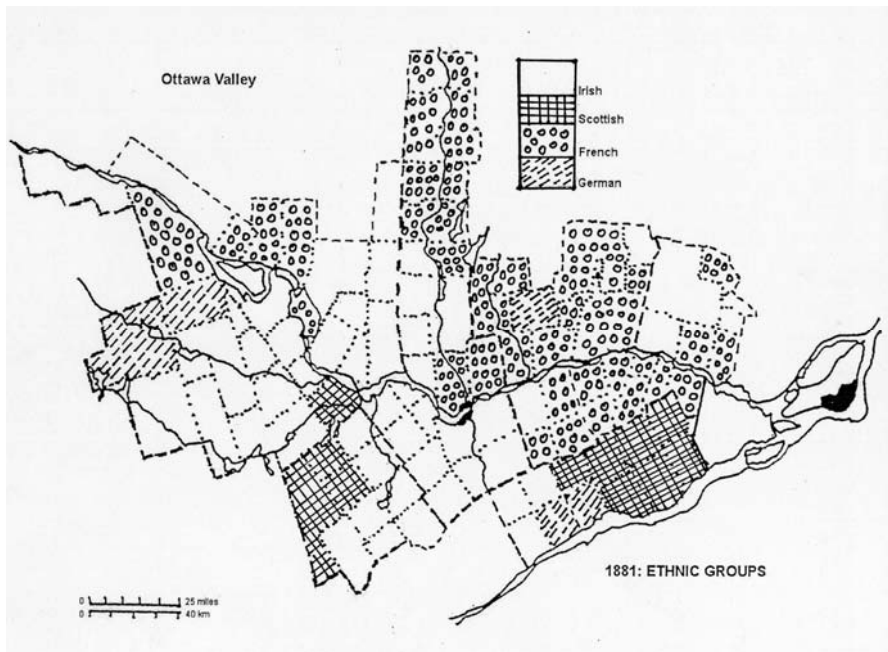 Ottawa Valley
Irish
Scottish
French
German
1881: ETHNIC GROUPS
0 25 miles
0 40 km